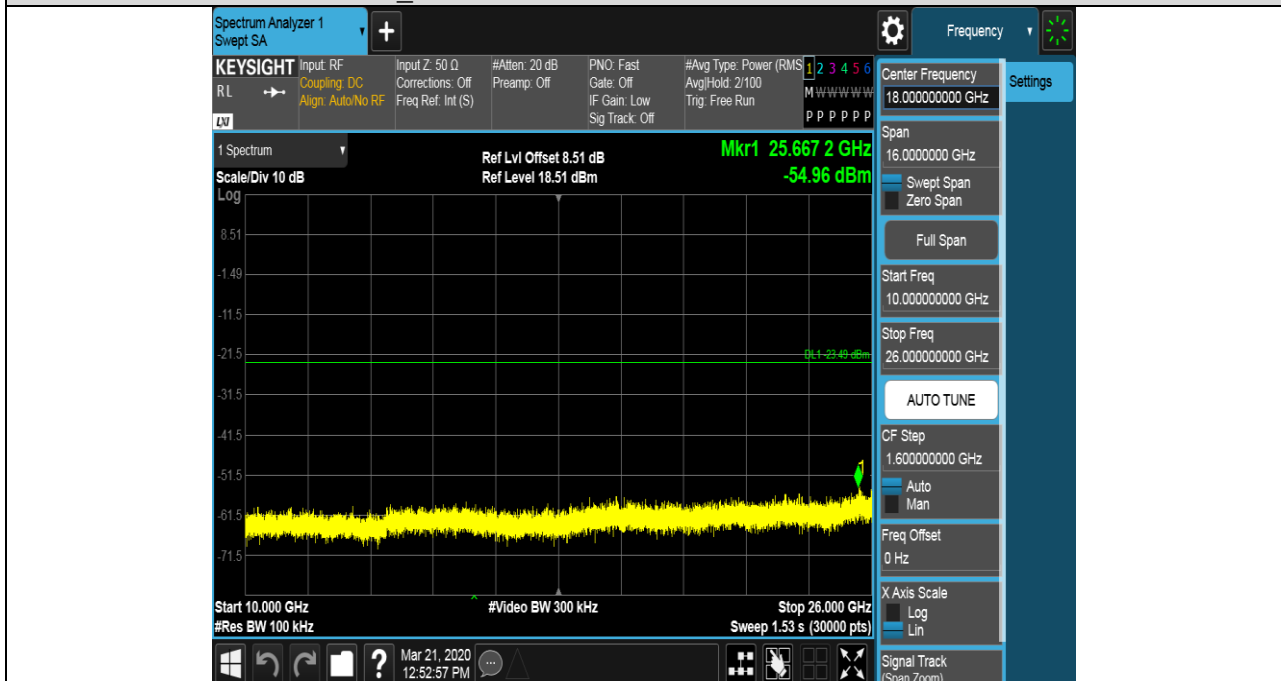 Spectrum Analyzer 1
Swept SA
+
Frequency
KEYSIGHT
RL
LXI
Input: RF
Coupling: DC
Align: Auto/No RF
Input Z: 50 Ω
Corrections: Off
Freq Ref: Int (S)
#Atten: 20 dB
Preamp: Off
PNO: Fast
Gate: Off
IF Gain: Low
Sig Track: Off
#Avg Type: Power (RMS
Avg|Hold: 2/100
Trig: Free Run
1 2 3 4 5 6
M W W W W W
P P P P P P
1 Spectrum
Scale/Div 10 dB
Log
Ref Lvl Offset 8.51 dB
Ref Level 18.51 dBm
Mkr1 25.667 2 GHz
-54.96 dBm
8.51
-1.49
-11.5
-21.5
DL1 -23.49 dBm
-31.5
-41.5
-51.5
1
-61.5
-71.5
Start 10.000 GHz
#Video BW 300 kHz
Stop 26.000 GHz
#Res BW 100 kHz
Sweep 1.53 s (30000 pts)
?
Mar 21, 2020
12:52:57 PM
Center Frequency
18.000000000 GHz
Settings
Span
16.0000000 GHz
Swept Span
Zero Span
Full Span
Start Freq
10.000000000 GHz
Stop Freq
26.000000000 GHz
AUTO TUNE
CF Step
1.600000000 GHz
Auto
Man
Freq Offset
0 Hz
X Axis Scale
Log
Lin
Signal Track
(Span Zoom)